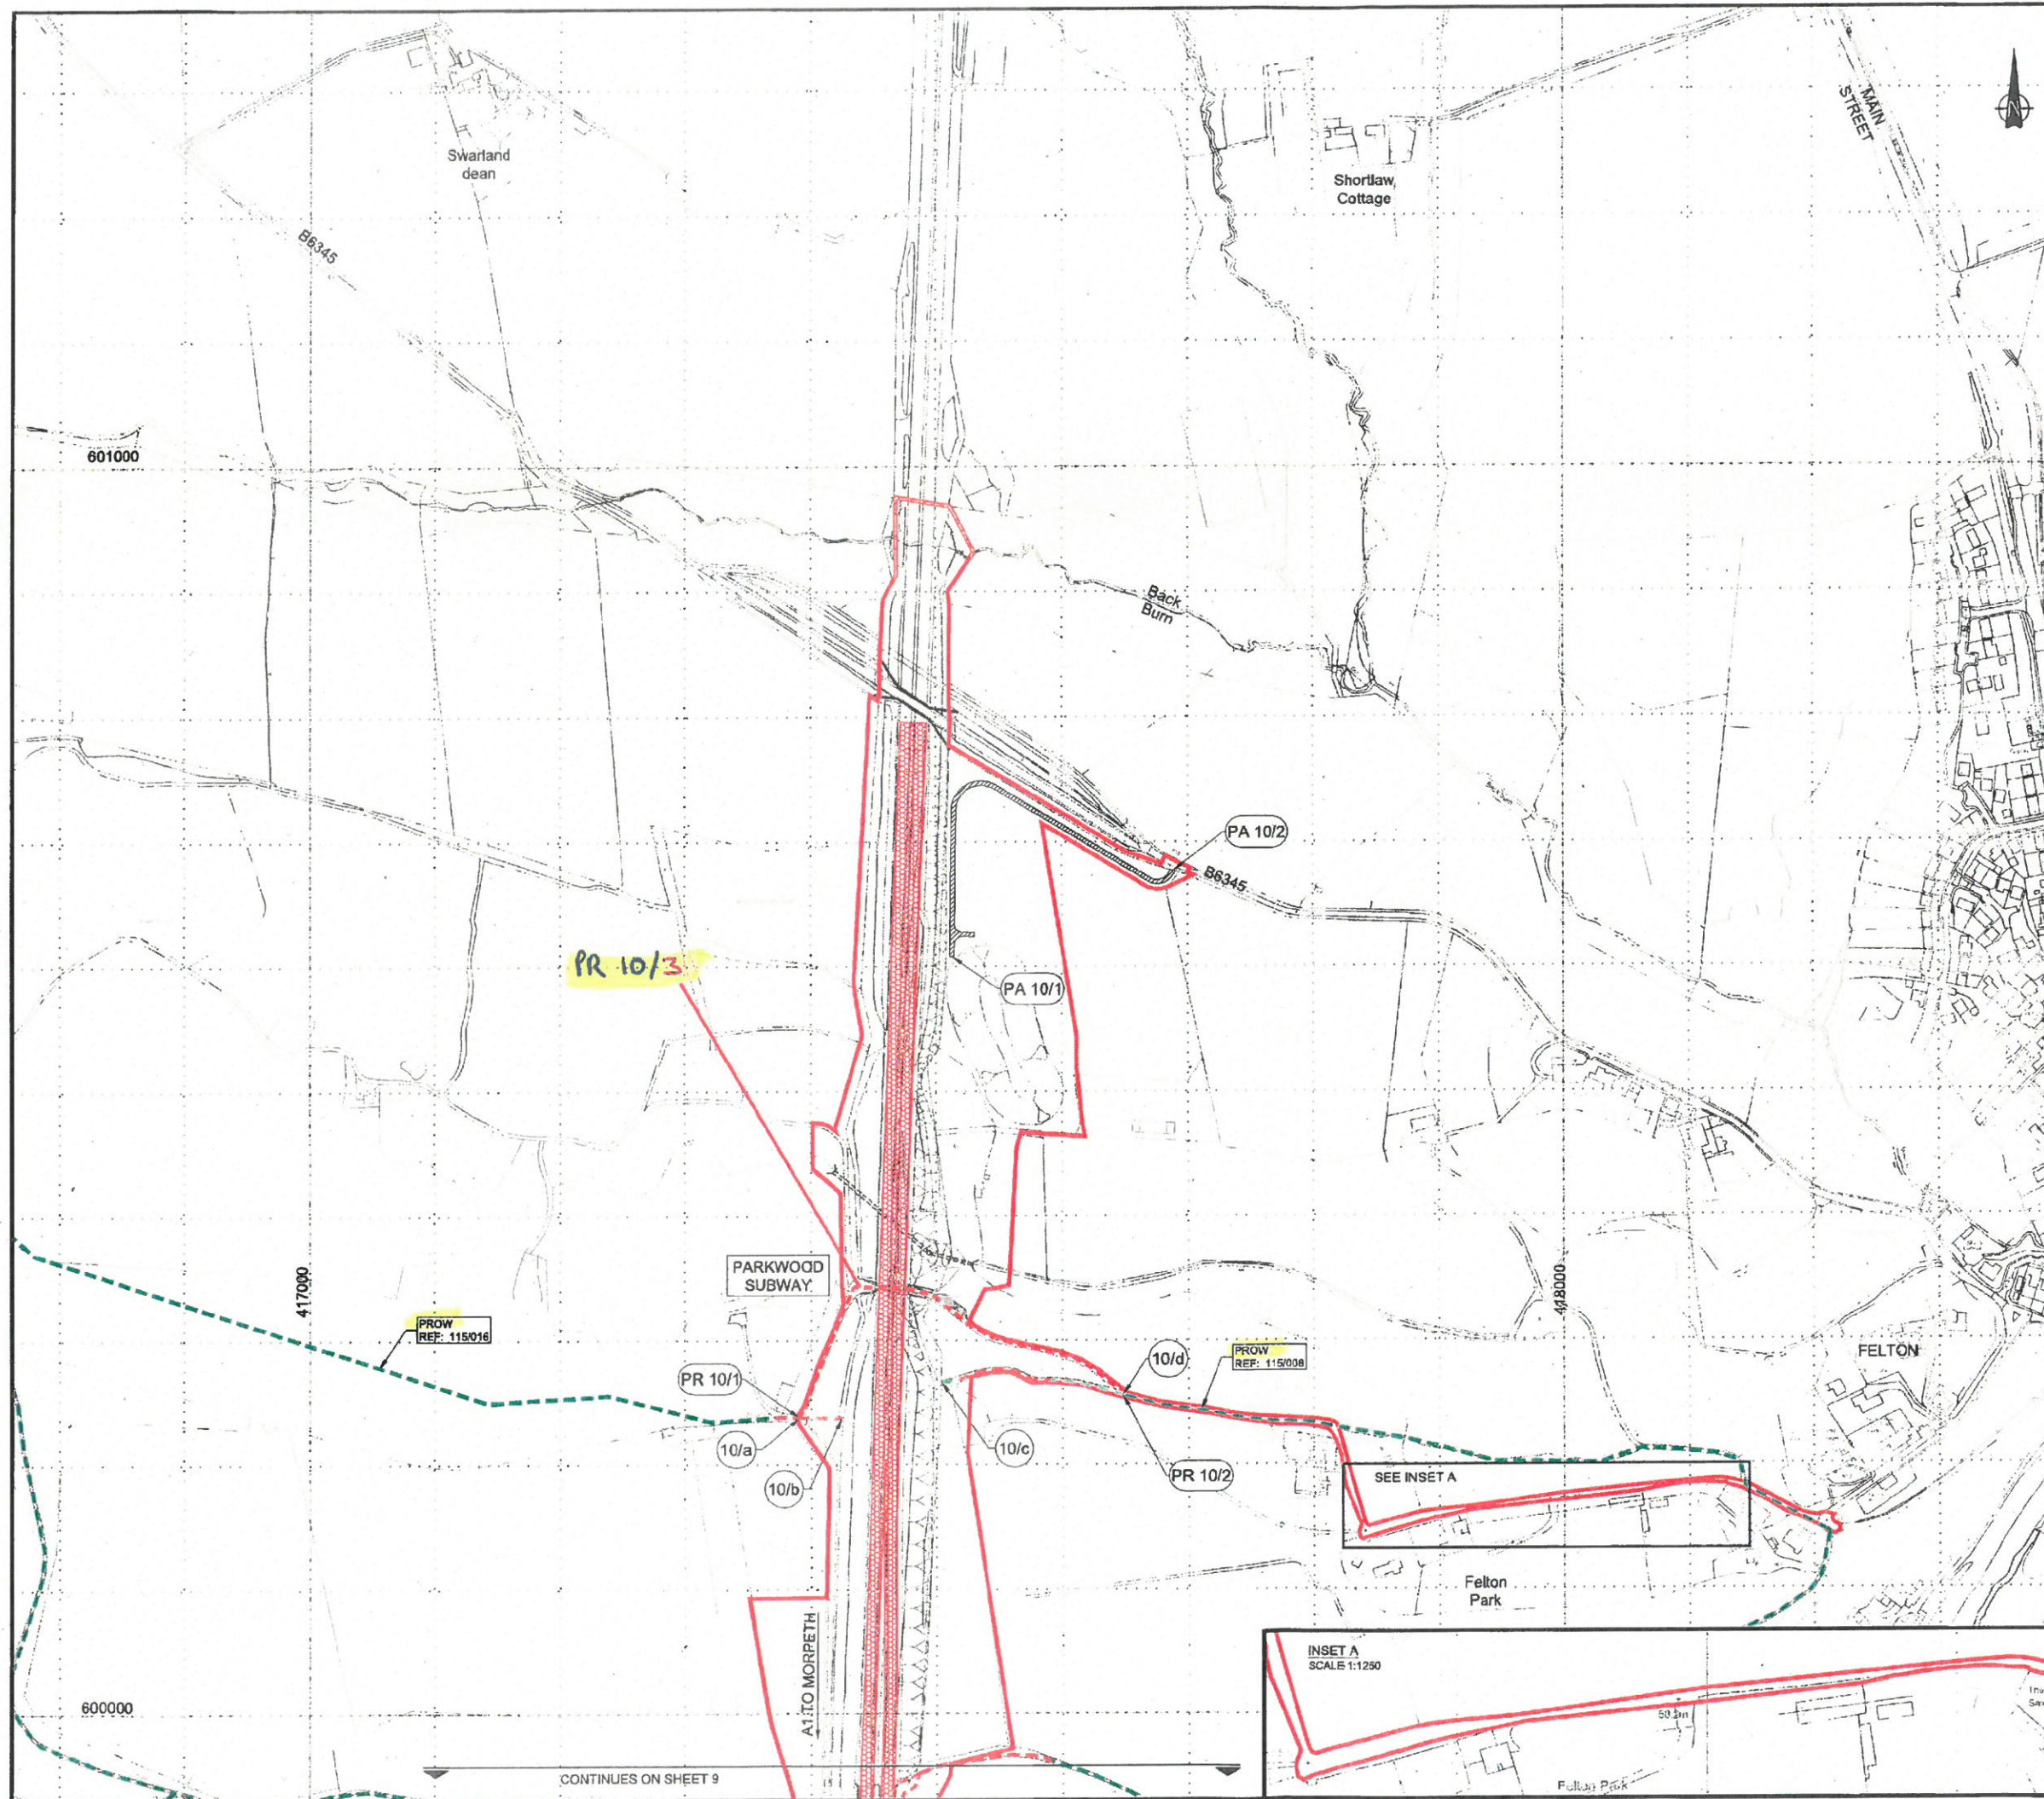 MAIN
STREET
N
Swarland
dean
Shortlaw
Cottage
B6345
601000
Back
Burn
PA 10/2
B6345
PR 10/3
PA 10/1
PARKWOOD
SUBWAY
417000
418000
PROW
REF: 115/016
PR 10/1
10/d
PROW
REF: 115/008
FELTON
10/a
10/c
10/b
PR 10/2
SEE INSET A
Felton
Park
A1 TO MORPETH
600000
CONTINUES ON SHEET 9
INSET A
SCALE 1:1250
Felton Park